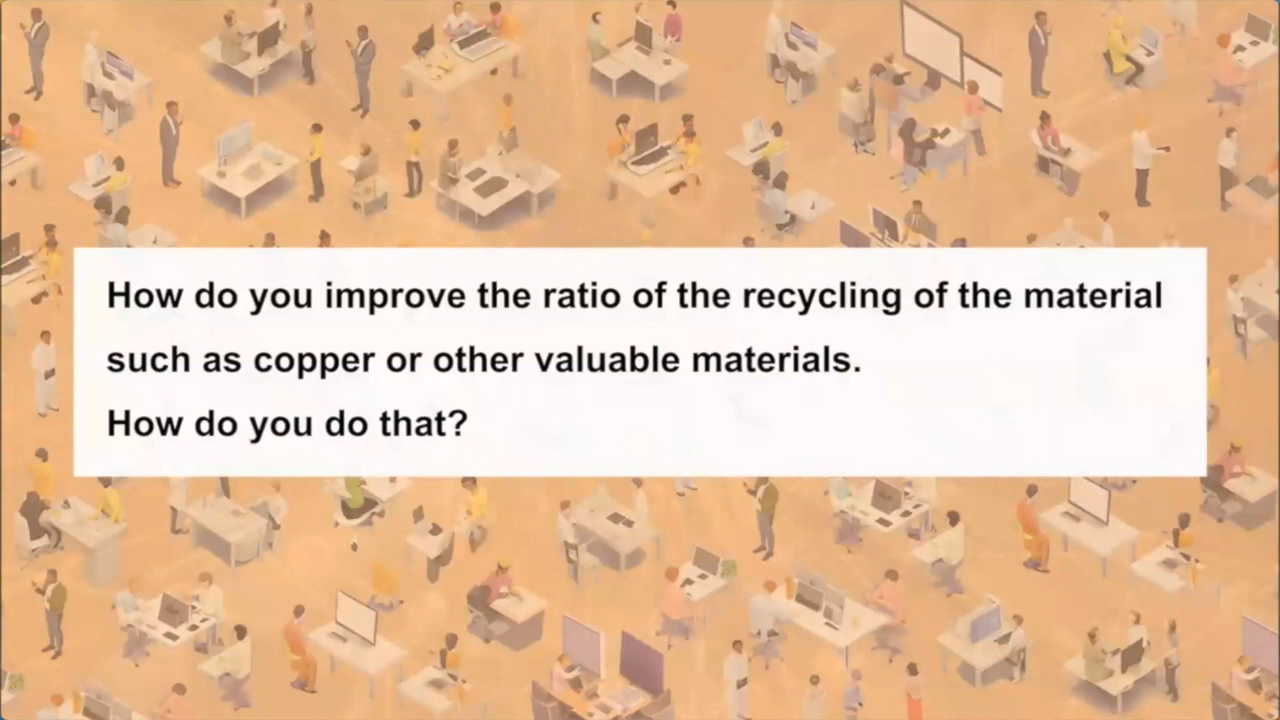 How do you improve the ratio of the recycling of the material
such as copper or other valuable materials.
How do you do that?